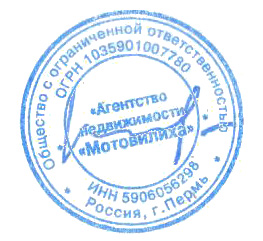 Общество с ограниченной ответственностью
ОГРН 1035901007780
«Агентство
недвижимости
«Мотовилиха»
ИНН 5906056298
Россия, г.Пермь